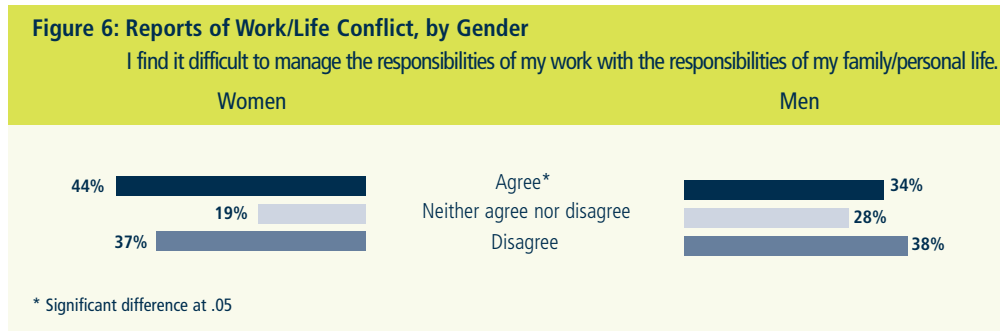 Figure 6: Reports of Work/Life Conflict, by Gender
I find it difficult to manage the responsibilities of my work with the responsibilities of my family/personal life.
Women Men
44% Agree* 34%
19% Neither agree nor disagree 28%
37% Disagree 38%
* Significant difference at .05